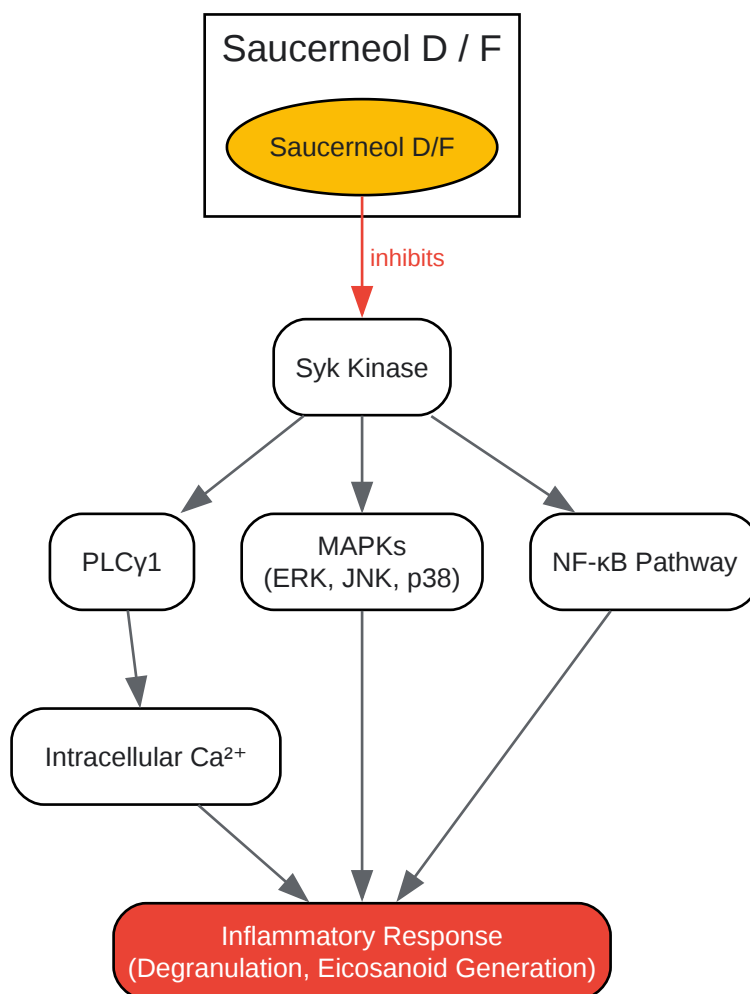 Saucerneol D / F
Saucerneol D/F
inhibits
Syk Kinase
PLCγ1
MAPKs
(ERK, JNK, p38)
NF-κB Pathway
Intracellular Ca²⁺
Inflammatory Response
(Degranulation, Eicosanoid Generation)